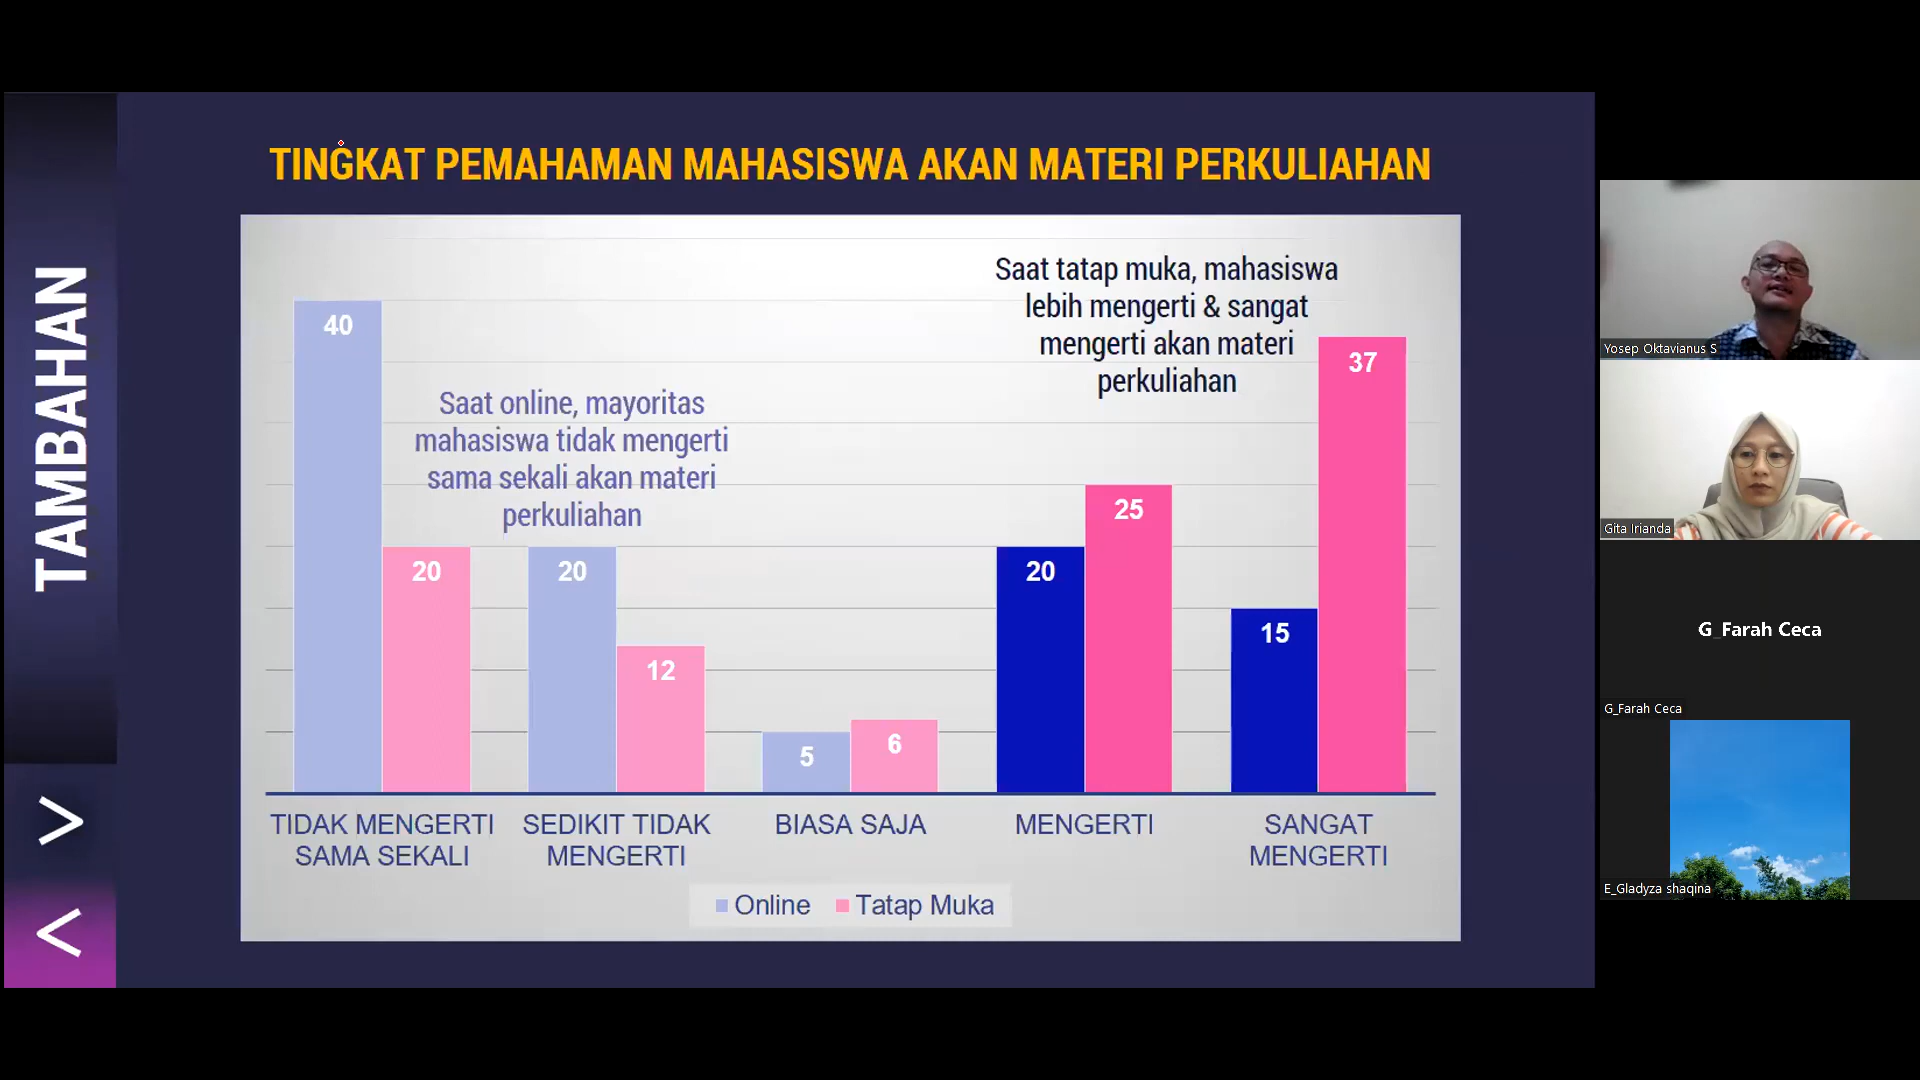 TAMBAHAN
TINGKAT PEMAHAMAN MAHASISWA AKAN MATERI PERKULIAHAN
Saat online, mayoritas
mahasiswa tidak mengerti
sama sekali akan materi
perkuliahan
Saat tatap muka, mahasiswa
lebih mengerti & sangat
mengerti akan materi
perkuliahan
40
20
20
12
5
6
20
25
15
37
TIDAK MENGERTI
SAMA SEKALI
SEDIKIT TIDAK
MENGERTI
BIASA SAJA
MENGERTI
SANGAT
MENGERTI
Online
Tatap Muka
Yosep Oktavianus S
Gita Irianda
G_Farah Ceca
G_Farah Ceca
E_Gladyza shaqina